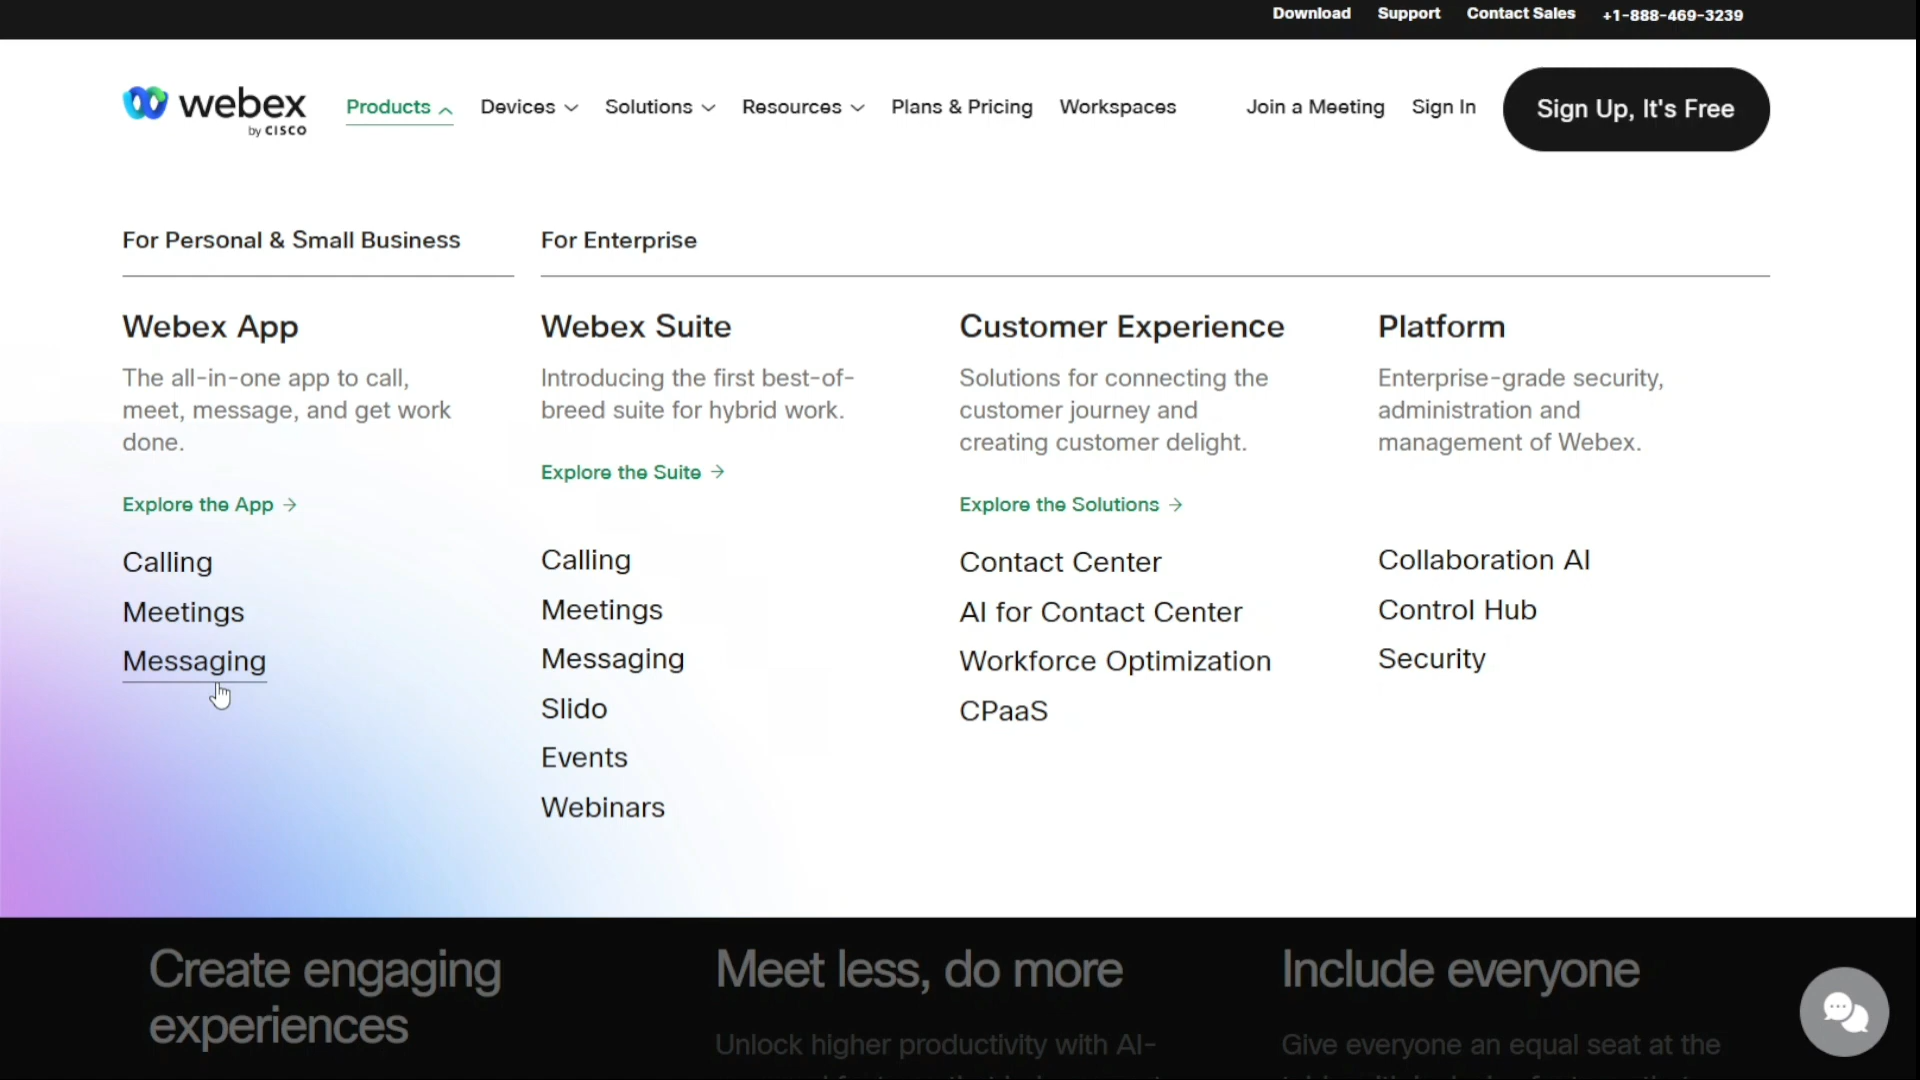 Download Support Contact Sales +1-888-469-3239
webex
by CISCO
Products Devices Solutions Resources Plans & Pricing Workspaces Join a Meeting Sign In Sign Up, It's Free
For Personal & Small Business
For Enterprise
Webex App
The all-in-one app to call,
meet, message, and get work
done.
Explore the App →
Calling
Meetings
Messaging
Webex Suite
Introducing the first best-of-
breed suite for hybrid work.
Explore the Suite →
Calling
Meetings
Messaging
Slido
Events
Webinars
Customer Experience
Solutions for connecting the
customer journey and
creating customer delight.
Explore the Solutions →
Contact Center
AI for Contact Center
Workforce Optimization
CPaaS
Platform
Enterprise-grade security,
administration and
management of Webex.
Collaboration AI
Control Hub
Security
Create engaging
experiences
Meet less, do more
Unlock higher productivity with AI-
Include everyone
Give everyone an equal seat at the